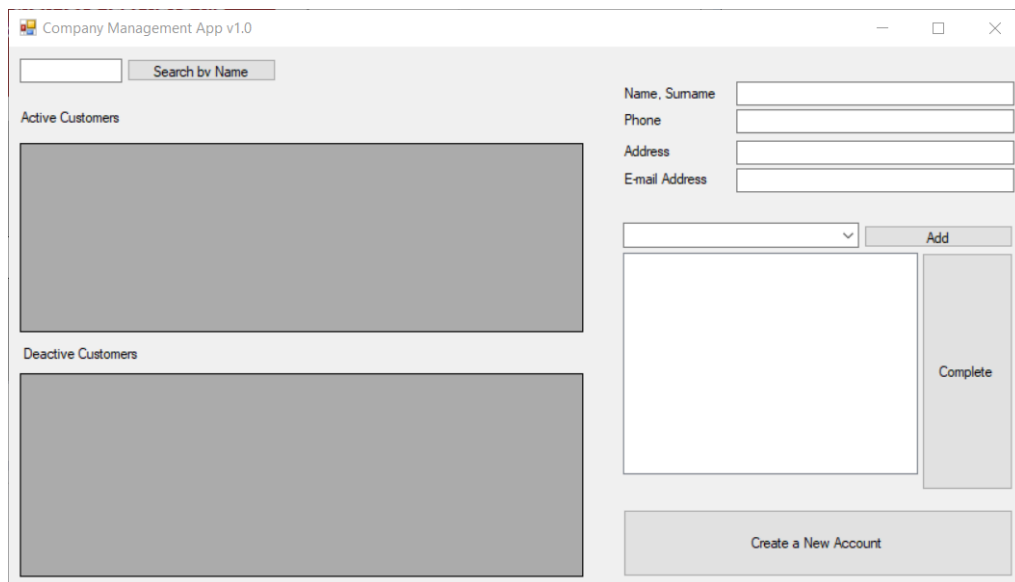 Company Management App v1.0
Search by Name
Active Customers
Deactive Customers
Name, Surname
Phone
Address
E-mail Address
Add
Complete
Create a New Account